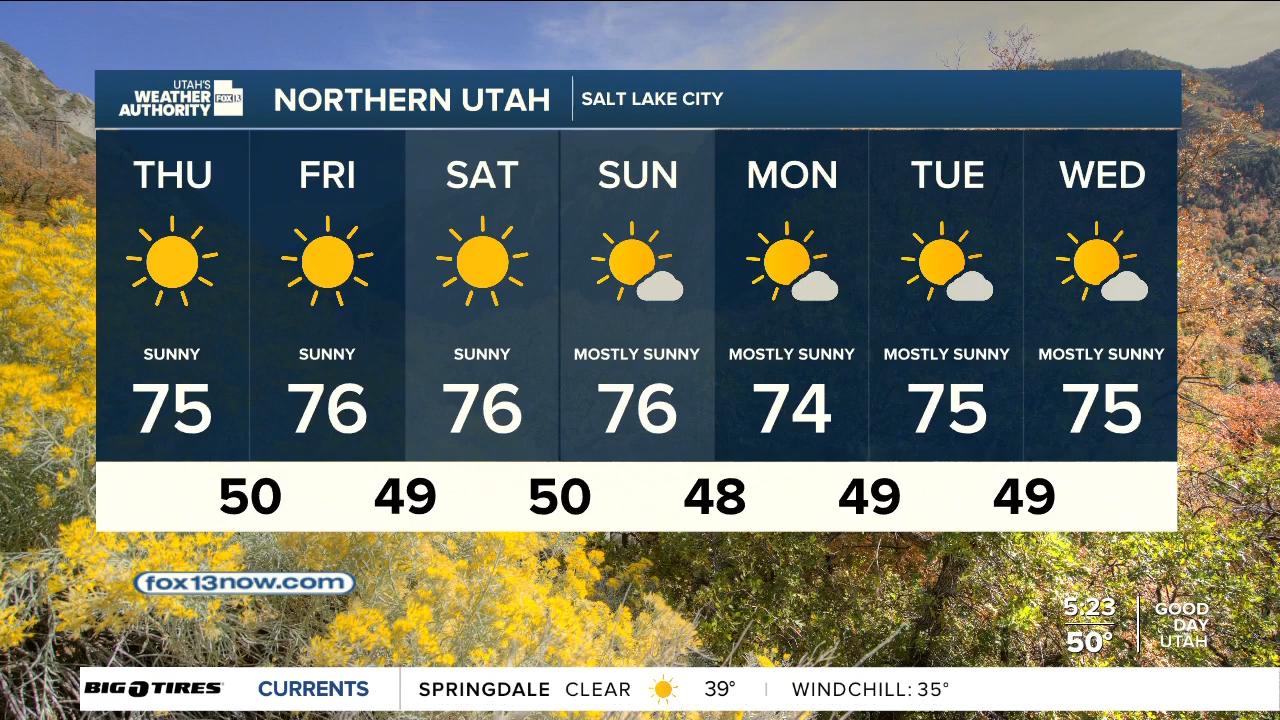 UTAH'S
WEATHER
AUTHORITY
FOX 13
NORTHERN UTAH
SALT LAKE CITY
THU FRI SAT SUN MON TUE WED
SUNNY SUNNY SUNNY MOSTLY SUNNY MOSTLY SUNNY MOSTLY SUNNY MOSTLY SUNNY
75 76 76 76 74 75 75
50 49 50 48 49 49
fox13now.com
5:23
50°
GOOD
DAY
UTAH
BIG O TIRES CURRENTS SPRINGDALE CLEAR 39° WINDCHILL: 35°